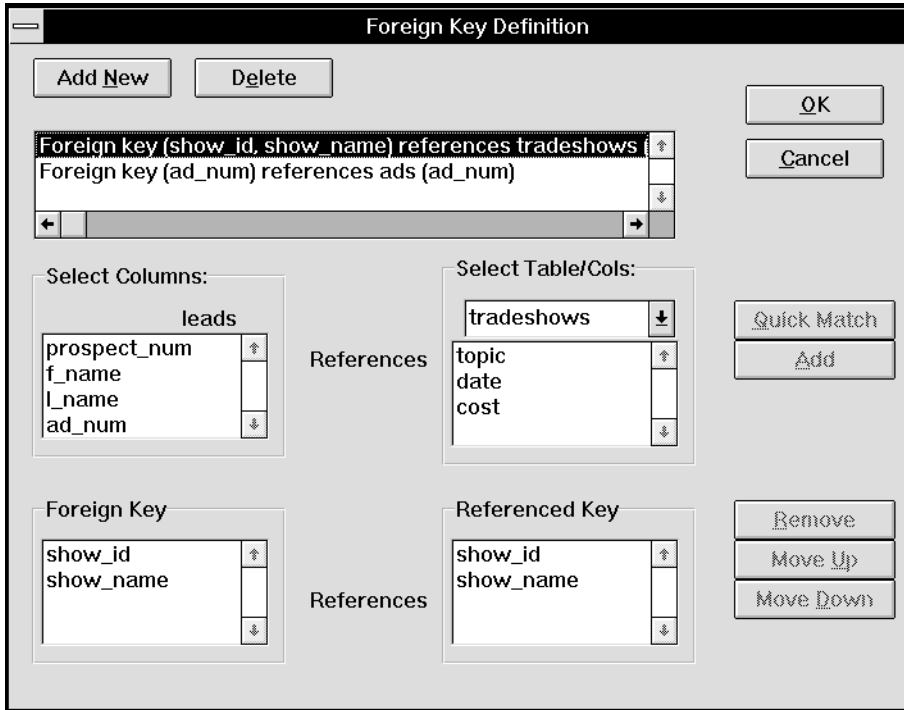 Foreign Key Definition
Add New
Delete
OK
Cancel
Foreign key (show_id, show_name) references tradeshows (
Foreign key (ad_num) references ads (ad_num)
Select Columns:
leads
prospect_num
f_name
l_name
ad_num
References
Select Table/Cols:
tradeshows
topic
date
cost
Quick Match
Add
Foreign Key
show_id
show_name
References
Referenced Key
show_id
show_name
Remove
Move Up
Move Down